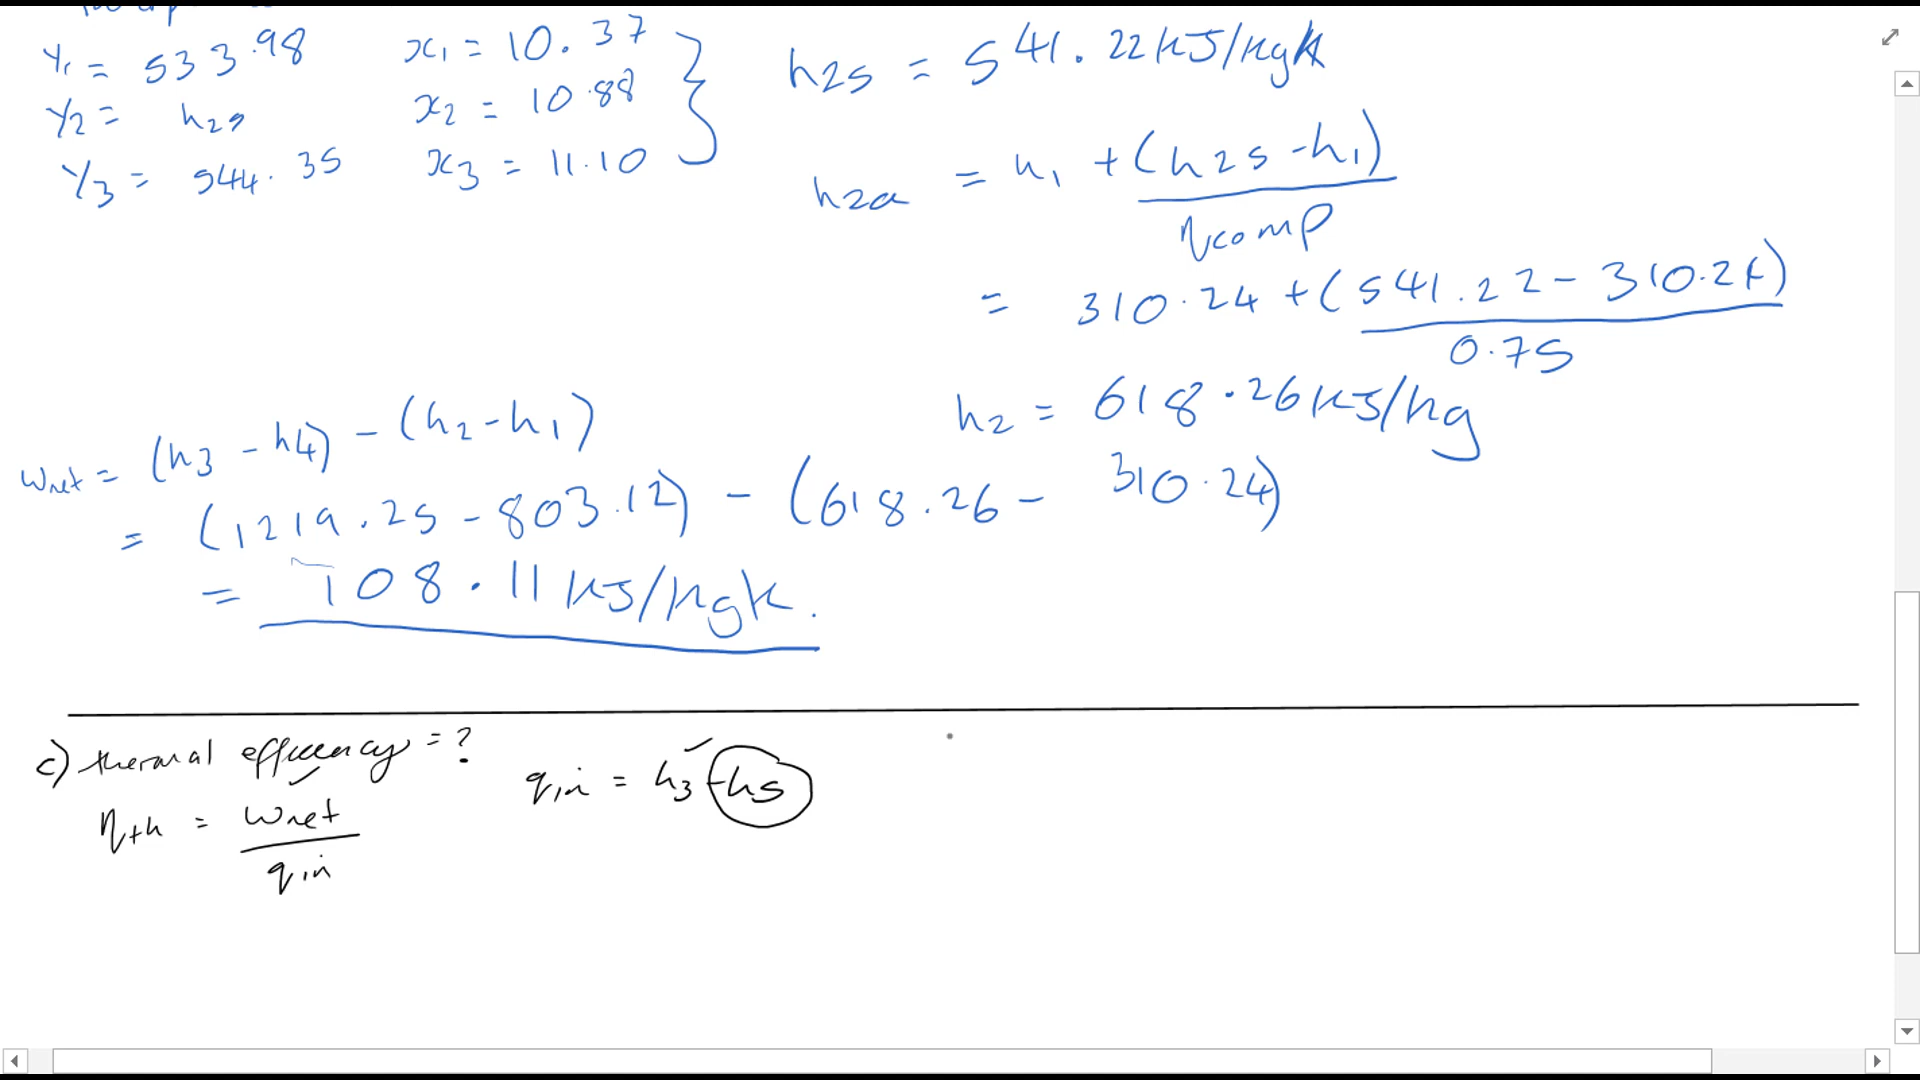 Y1 = 533.98 x1 = 10.37
Y2 = h2s x2 = 10.88
Y3 = 544.35 x3 = 11.10
h2s = 541.22 kJ/kgK
h2a = h1 + (h2s - h1)
ηcomp
= 310.24 + (541.22 - 310.24)
0.75
h2 = 618.26 kJ/kg
wnet = (h3 - h4) - (h2 - h1)
= (1219.25 - 803.12) - (618.26 - 310.24)
= 108.11 kJ/kgK.
c) thermal efficiency = ?
ηth = wnet
qin
qin = h3 - h5